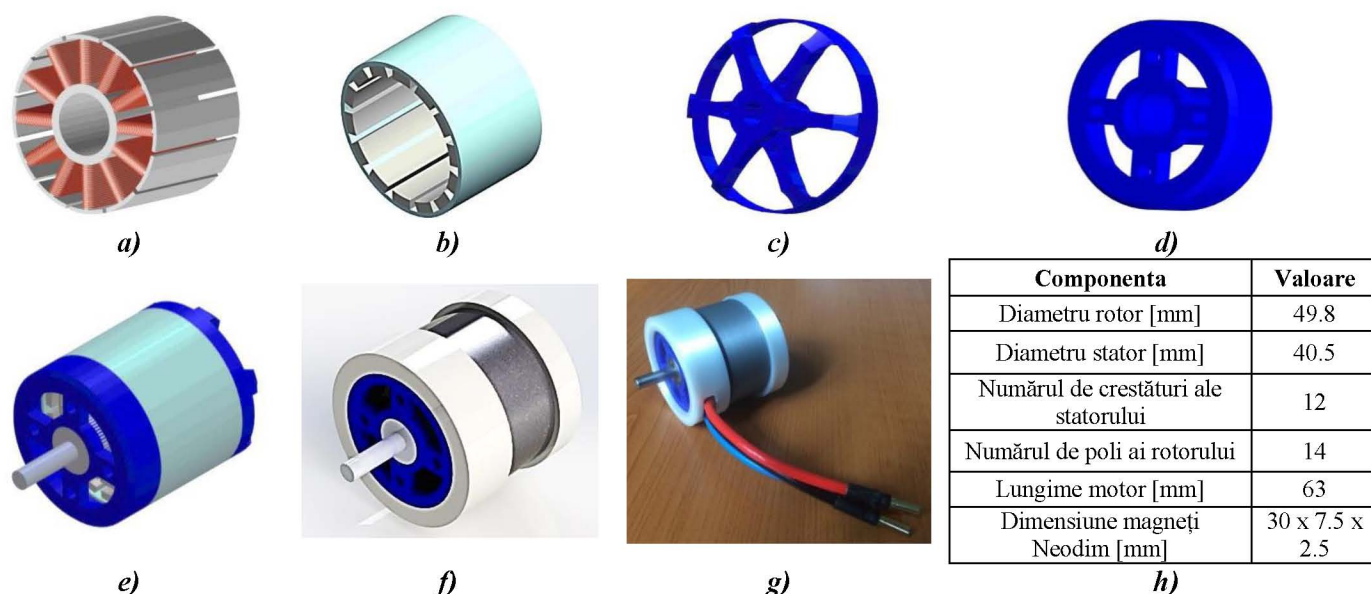 a)
b)
c)
d)
e)
f)
g)
Componenta Valoare
Diametru rotor [mm] 49.8
Diametru stator [mm] 40.5
Numărul de crestături ale
statorului 12
Numărul de poli ai rotorului 14
Lungime motor [mm] 63
Dimensiune magneți 30 x 7.5 x
Neodim [mm] 2.5
h)